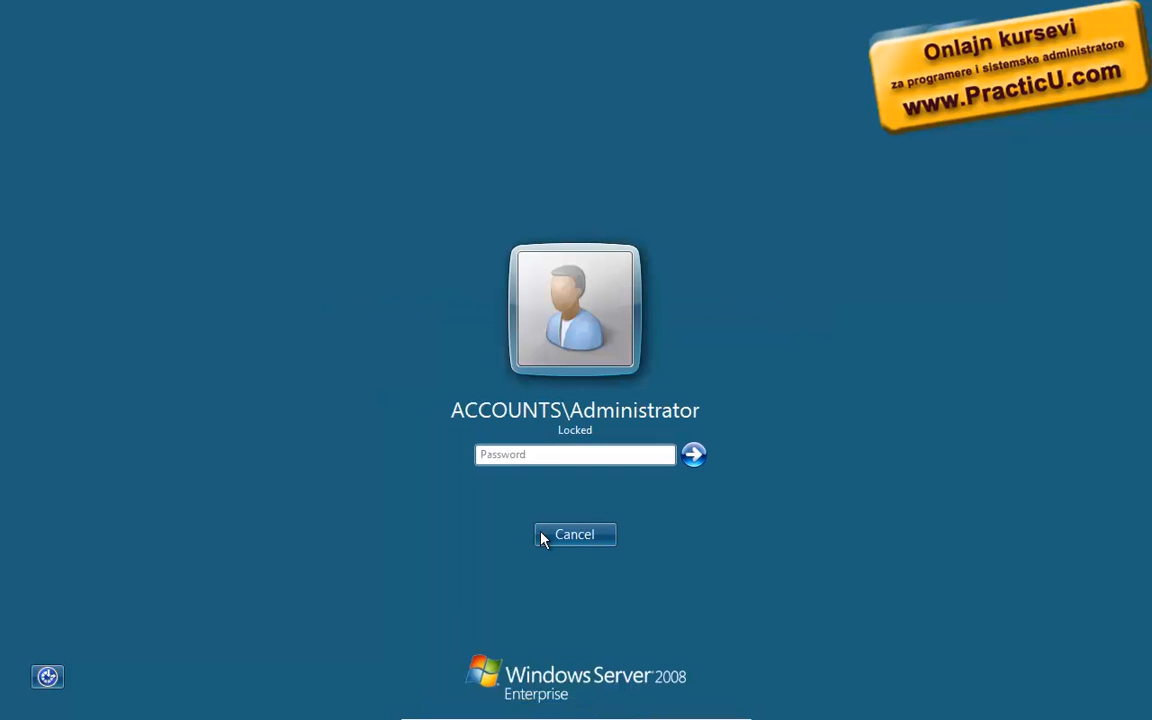 Onlajn kursevi
za programere i sistemske administratore
www.PracticU.com
ACCOUNTS\Administrator
Locked
Password
Cancel
Windows Server 2008
Enterprise